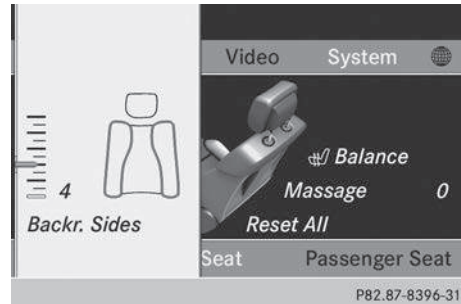 Video System
Balance
4 Massage 0
Backr. Sides Reset All
Seat Passenger Seat
P82.87-8396-31